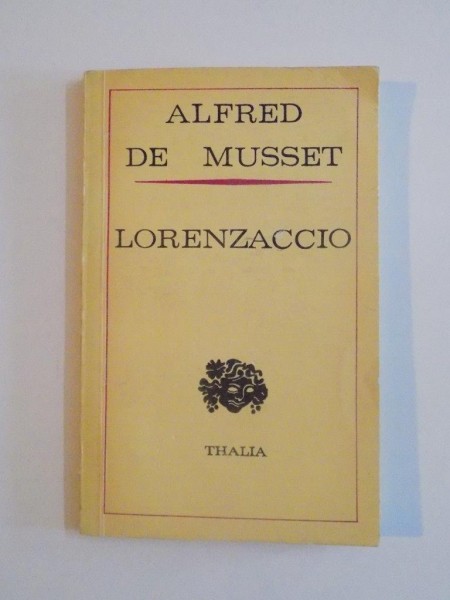 ALFRED
DE MUSSET
LORENZACCIO
THALIA